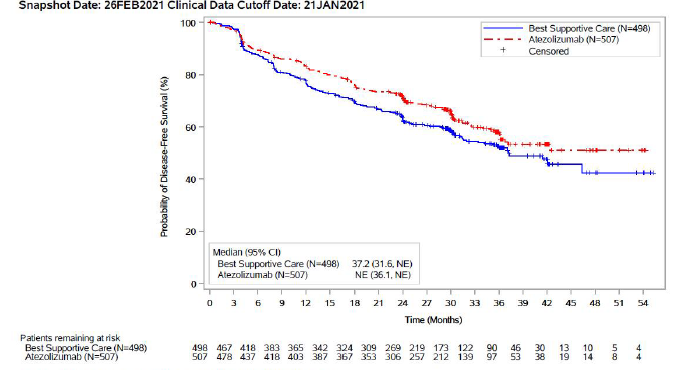 Snapshot Date: 26FEB2021 Clinical Data Cutoff Date: 21JAN2021
Best Supportive Care (N=498)
Atezolizumab (N=507)
Censored
Probability of Disease-Free Survival (%)
100
80
60
40
20
0
Median (95% CI)
Best Supportive Care (N=498) 37.2 (31.6, NE)
Atezolizumab (N=507) NE (36.1, NE)
0 3 6 9 12 15 18 21 24 27 30 33 36 39 42 45 48 51 54
Time (Months)
Patients remaining at risk
Best Supportive Care (N=498) 498 467 418 383 365 342 324 309 269 219 173 122 90 46 30 13 10 5 4
Atezolizumab (N=507) 507 478 437 418 403 387 367 353 306 257 212 139 97 53 38 19 14 8 4